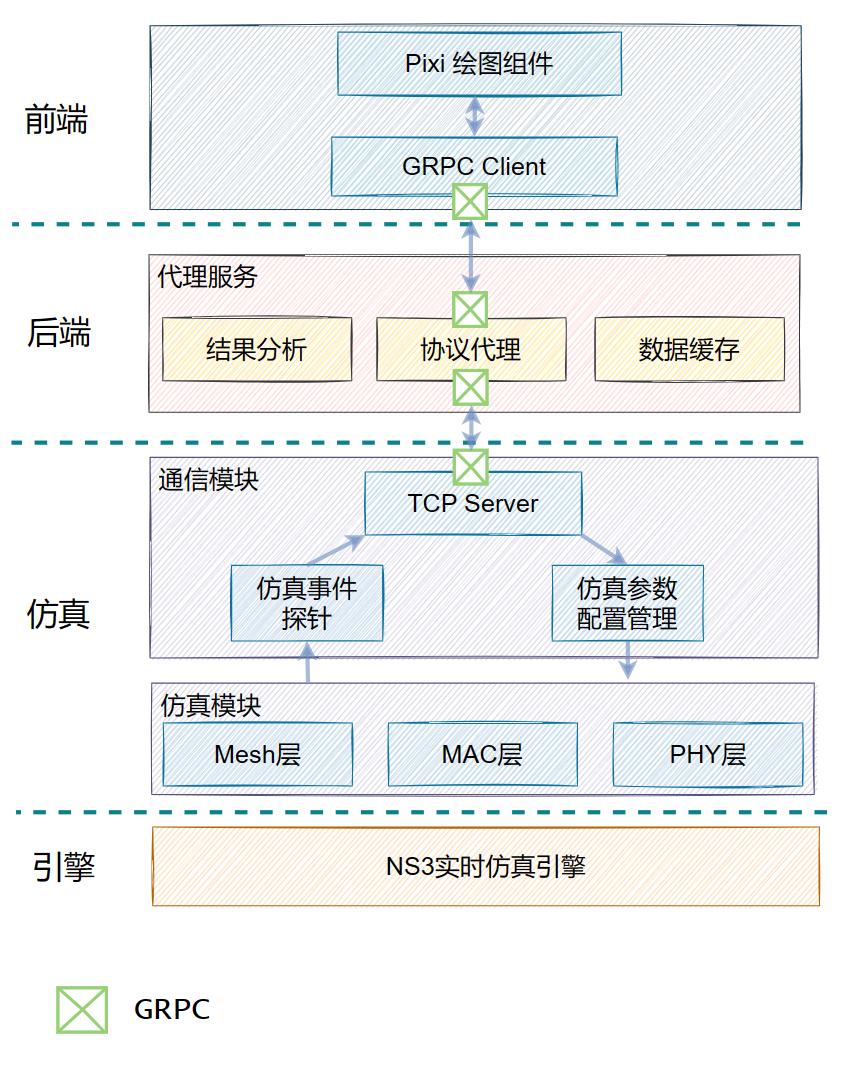 前端
Pixi 绘图组件
GRPC Client
后端
代理服务
结果分析
协议代理
数据缓存
仿真
通信模块
TCP Server
仿真事件
探针
仿真参数
配置管理
仿真模块
Mesh层
MAC层
PHY层
引擎
NS3实时仿真引擎
GRPC